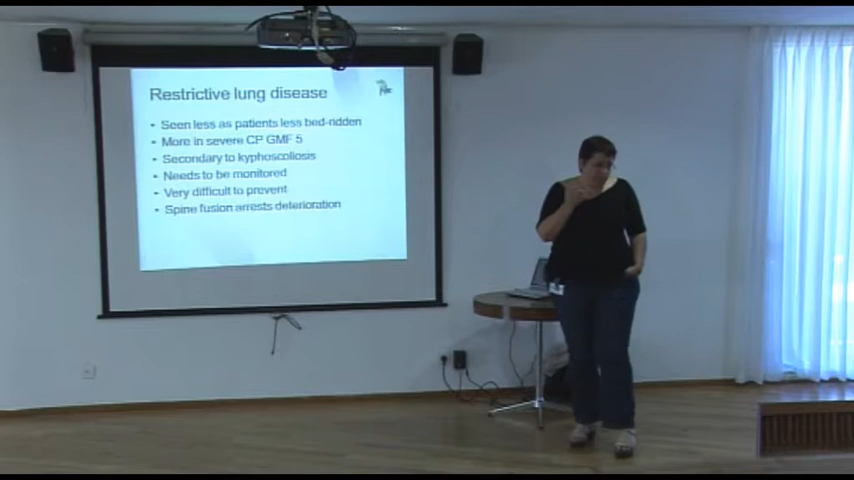 Restrictive lung disease
• Seen less as patients less bed-ridden
• More in severe CP GMF 5
• Secondary to kyphoscoliosis
• Needs to be monitored
• Very difficult to prevent
• Spine fusion arrests deterioration